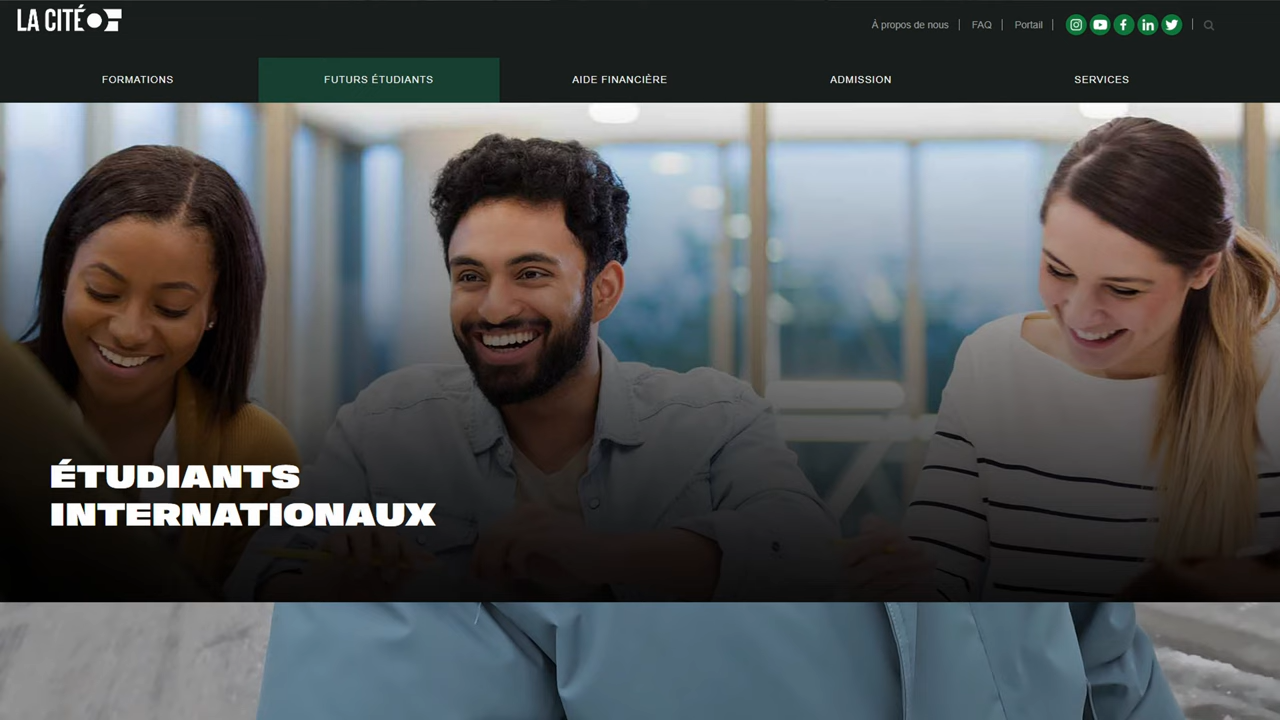 LA CITÉ
À propos de nous
FAQ
Portail
FORMATIONS
FUTURS ÉTUDIANTS
AIDE FINANCIÈRE
ADMISSION
SERVICES
ÉTUDIANTS
INTERNATIONAUX